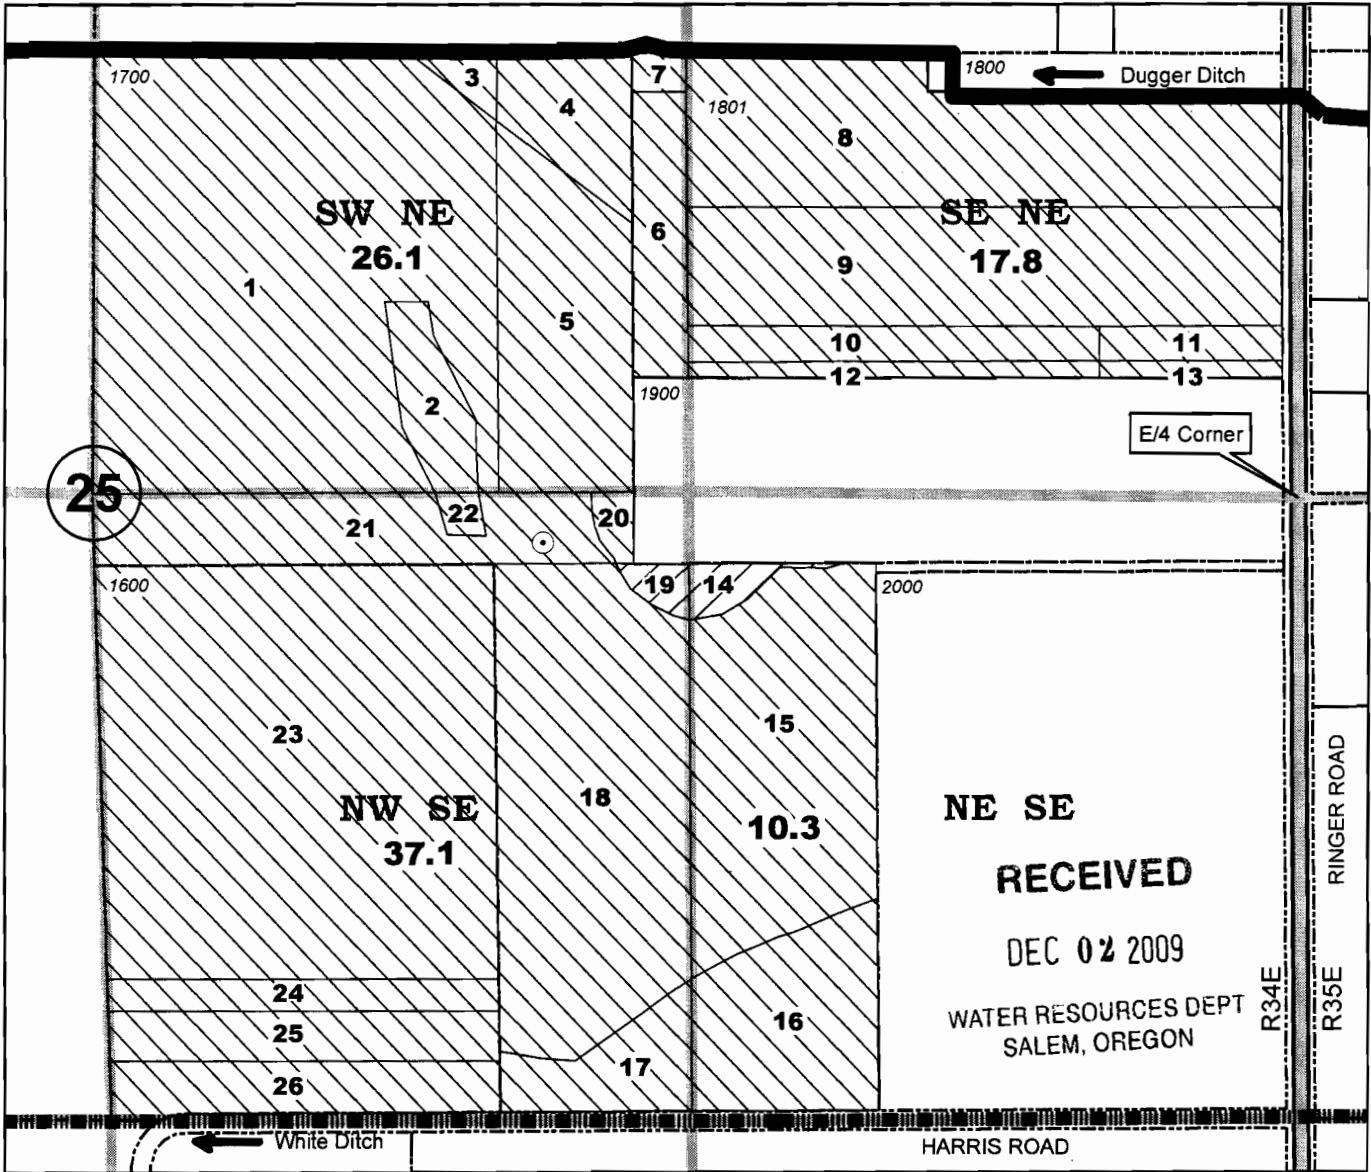 1700
3
7
1800
Dugger Ditch
4
1801
8
SW NE
26.1
SE NE
17.8
6
9
1
5
10
11
2
12
13
1900
E/4 Corner
25
21
22
20
1600
19
14
2000
23
15
18
NW SE
37.1
10.3
NE SE
RECEIVED
DEC 02 2009
WATER RESOURCES DEPT
SALEM, OREGON
RINGER ROAD
R34E
R35E
24
25
16
17
26
White Ditch
HARRIS ROAD